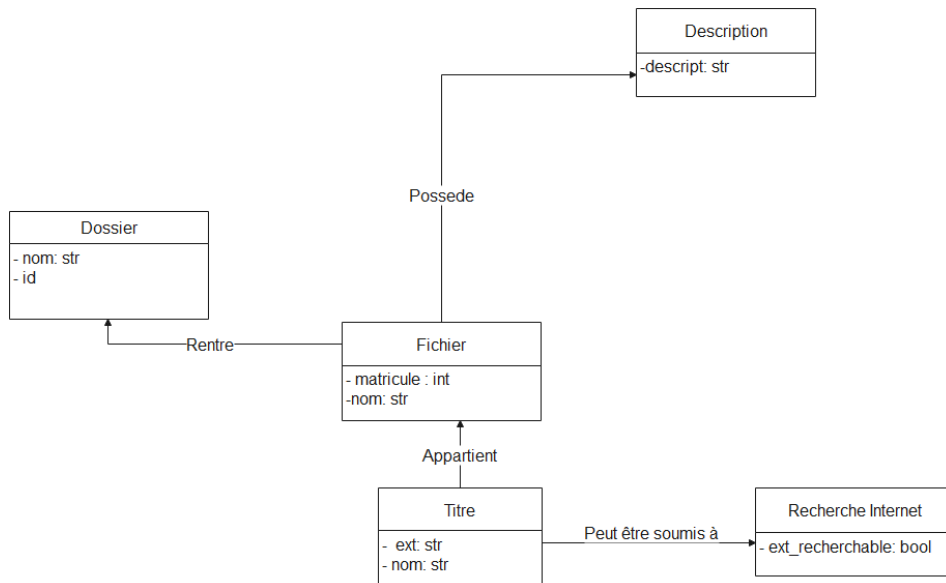 Description
-descript: str
Possede
Dossier
- nom: str
- id
Rentre
Fichier
- matricule : int
-nom: str
Appartient
Titre
- ext: str
- nom: str
Peut être soumis à
Recherche Internet
- ext_recherchable: bool